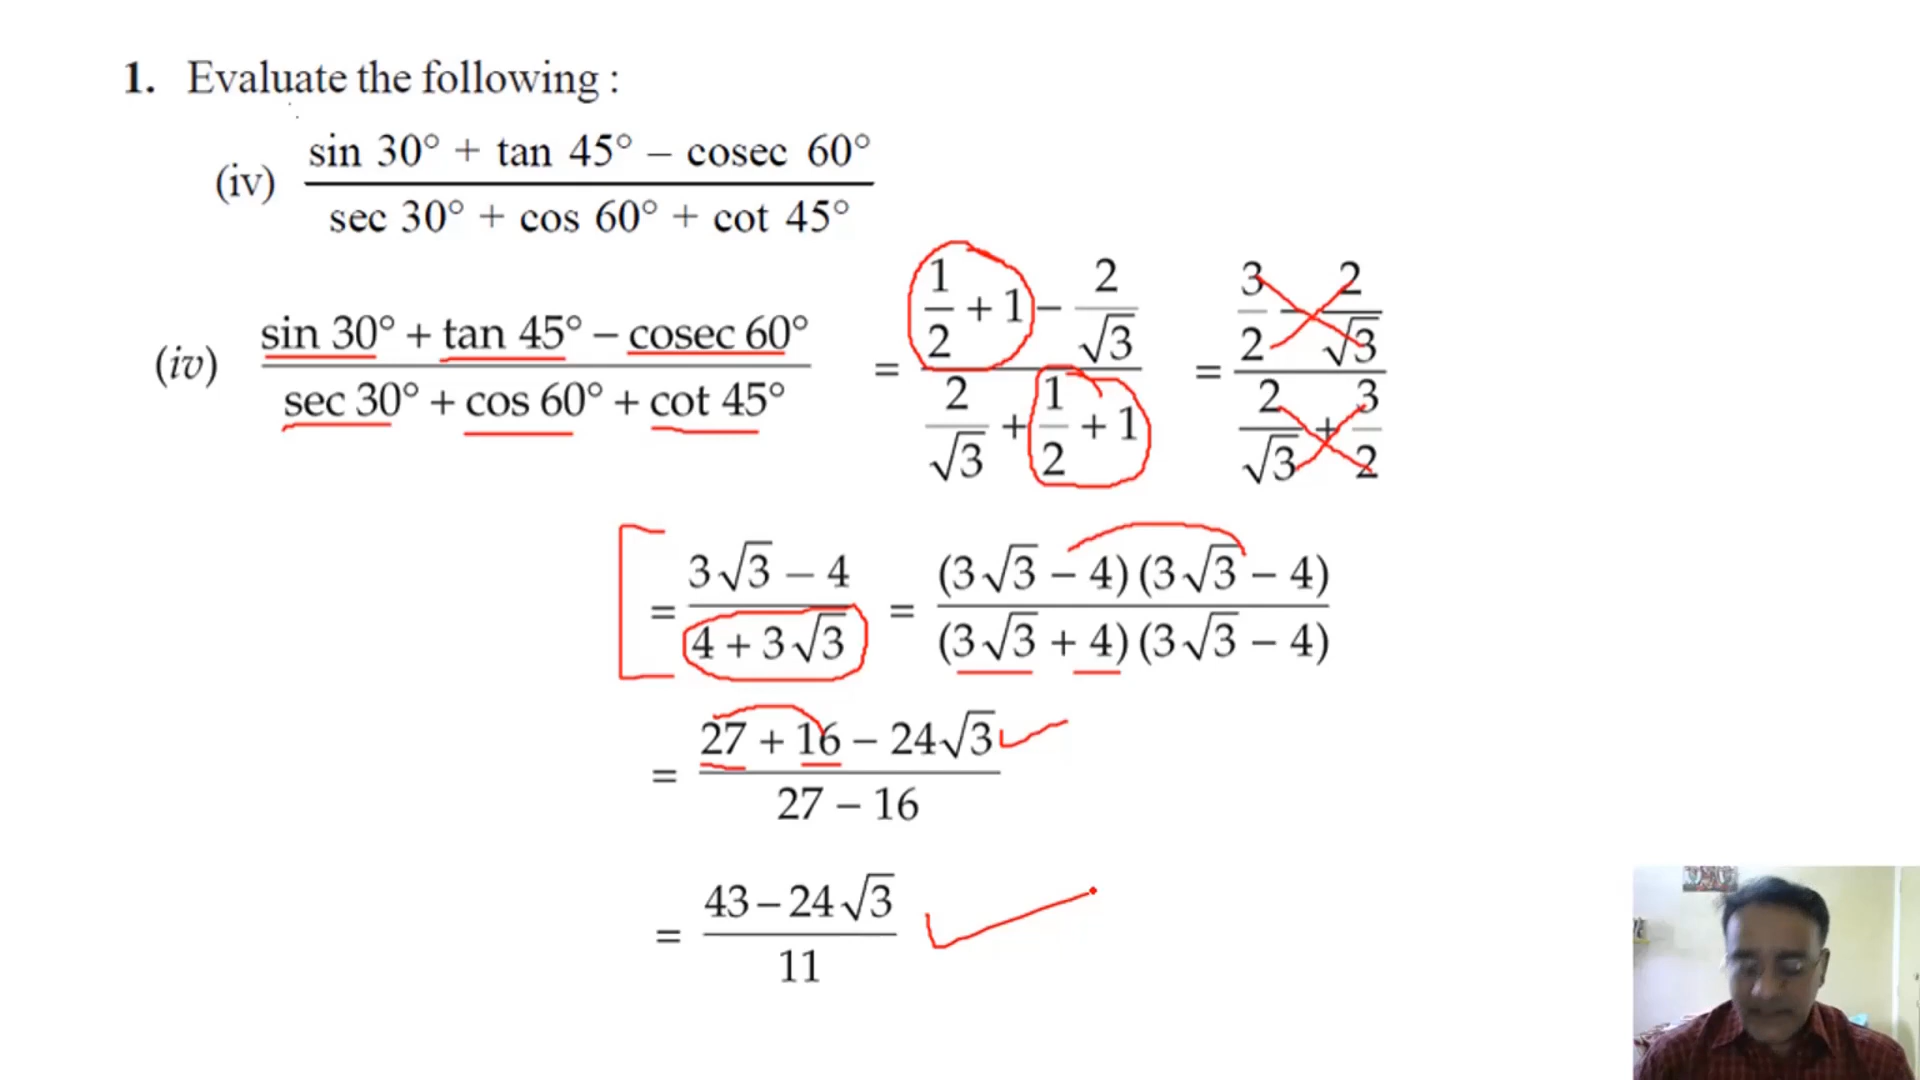 1. Evaluate the following :
(iv) sin 30° + tan 45° – cosec 60°
sec 30° + cos 60° + cot 45°
(iv) sin 30° + tan 45° – cosec 60°
sec 30° + cos 60° + cot 45°
= 1/2 + 1 – 2/√3
2/√3 + 1/2 + 1
= 3/2 – 2/√3
2/√3 + 3/2
= 3√3 – 4
4 + 3√3
= (3√3 – 4)(3√3 – 4)
(3√3 + 4)(3√3 – 4)
= 27 + 16 – 24√3
27 – 16
= 43 – 24√3
11